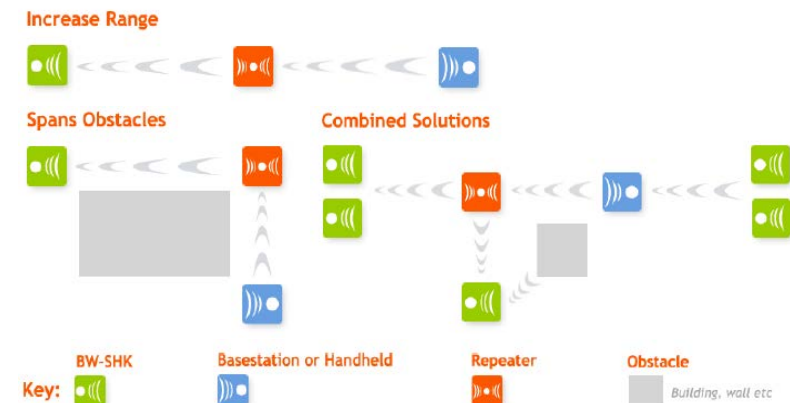 Increase Range
Spans Obstacles
Combined Solutions
BW-SHK
Basestation or Handheld
Repeater
Obstacle
Key:
Building, wall etc